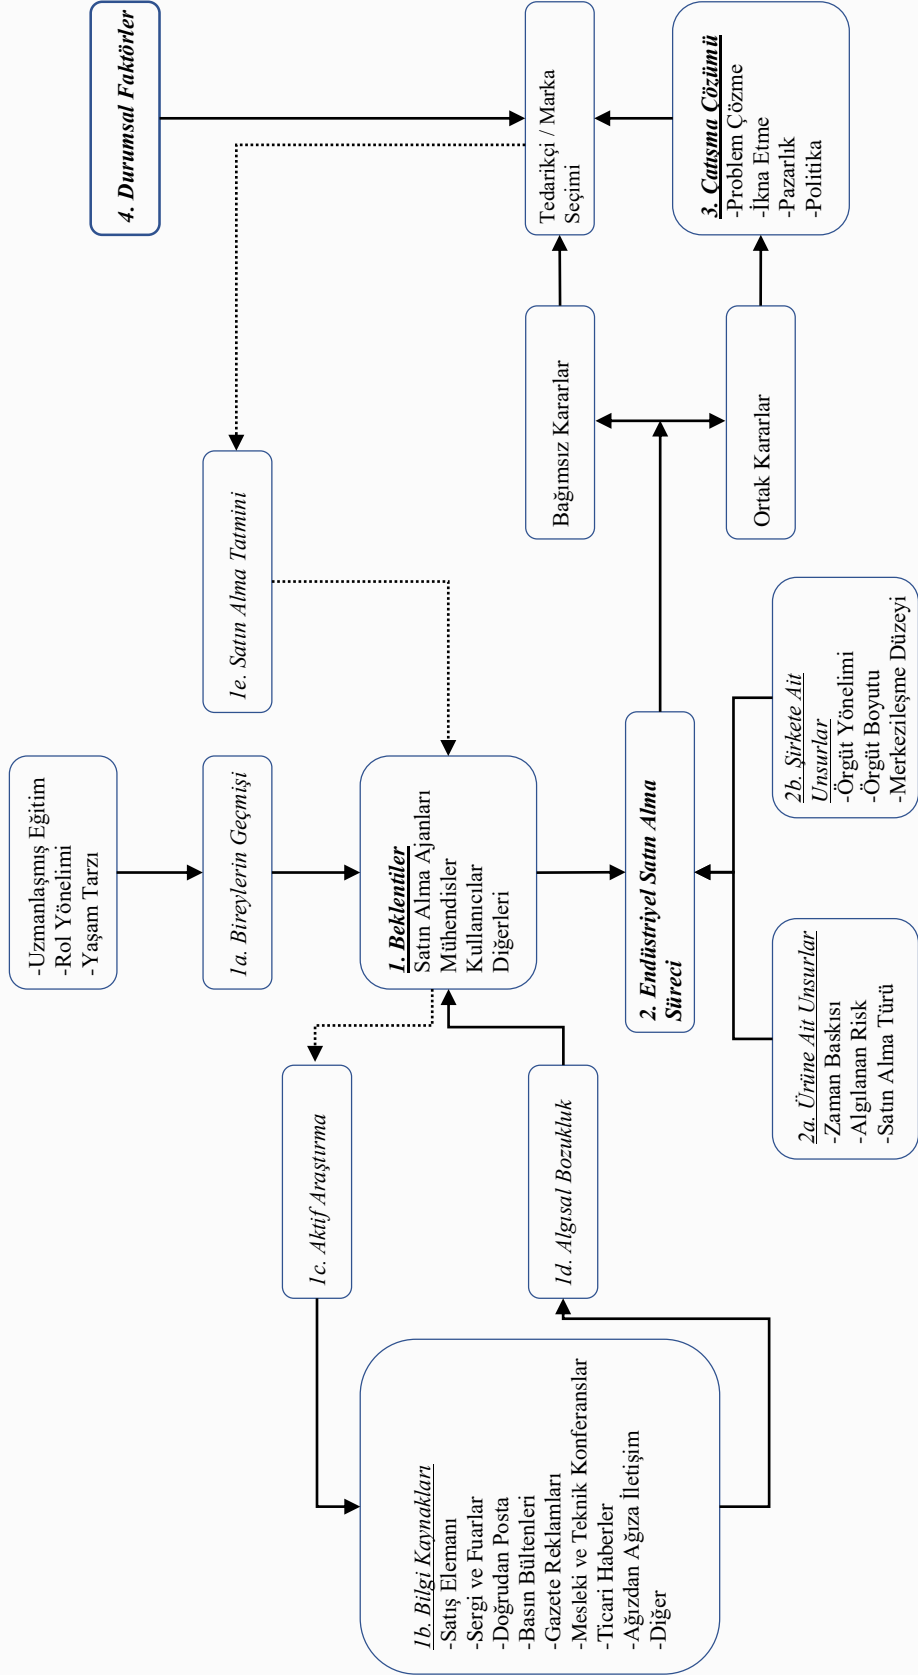 -Uzmanlaşmış Eğitim
-Rol Yönelimi
-Yaşam Tarzı
4. Durumsal Faktörler
1a. Bireylerin Geçmişi
1e. Satın Alma Tatmini
1c. Aktif Araştırma
1b. Bilgi Kaynakları
-Satış Elemanı
-Sergi ve Fuarlar
-Doğrudan Posta
-Basın Bültenleri
-Gazete Reklamları
-Mesleki ve Teknik Konferanslar
-Ticari Haberler
-Ağızdan Ağıza İletişim
-Diğer
1. Beklentiler
Satın Alma Ajanları
Mühendisler
Kullanıcılar
Diğerleri
1d. Algısal Bozukluk
Bağımsız Kararlar
Tedarikçi / Marka
Seçimi
2. Endüstriyel Satın Alma
Süreci
Ortak Kararlar
3. Çatışma Çözümü
-Problem Çözme
-İkna Etme
-Pazarlık
-Politika
2a. Ürüne Ait Unsurlar
-Zaman Baskısı
-Algılanan Risk
-Satın Alma Türü
2b. Şirkete Ait
Unsurlar
-Örgüt Yönelimi
-Örgüt Boyutu
-Merkezileşme Düzeyi